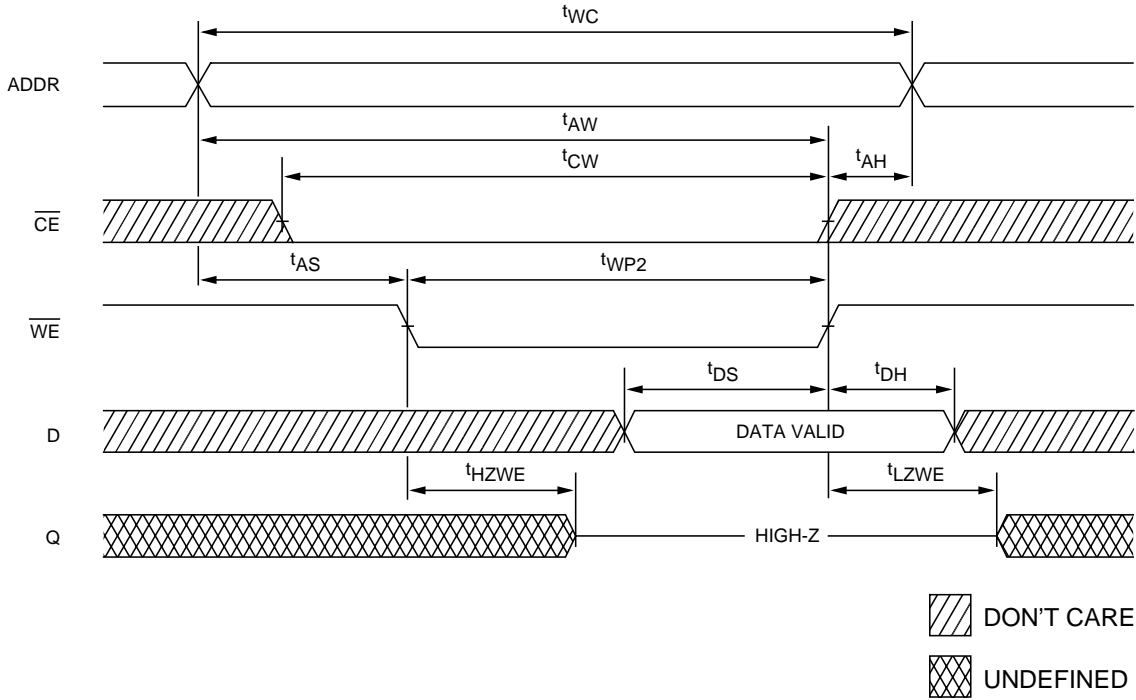 tWC
ADDR
tAW
tCW
tAH
CE
tAS
tWP2
WE
tDS
tDH
D
DATA VALID
tHZWE
tLZWE
Q
HIGH-Z
DON'T CARE
UNDEFINED